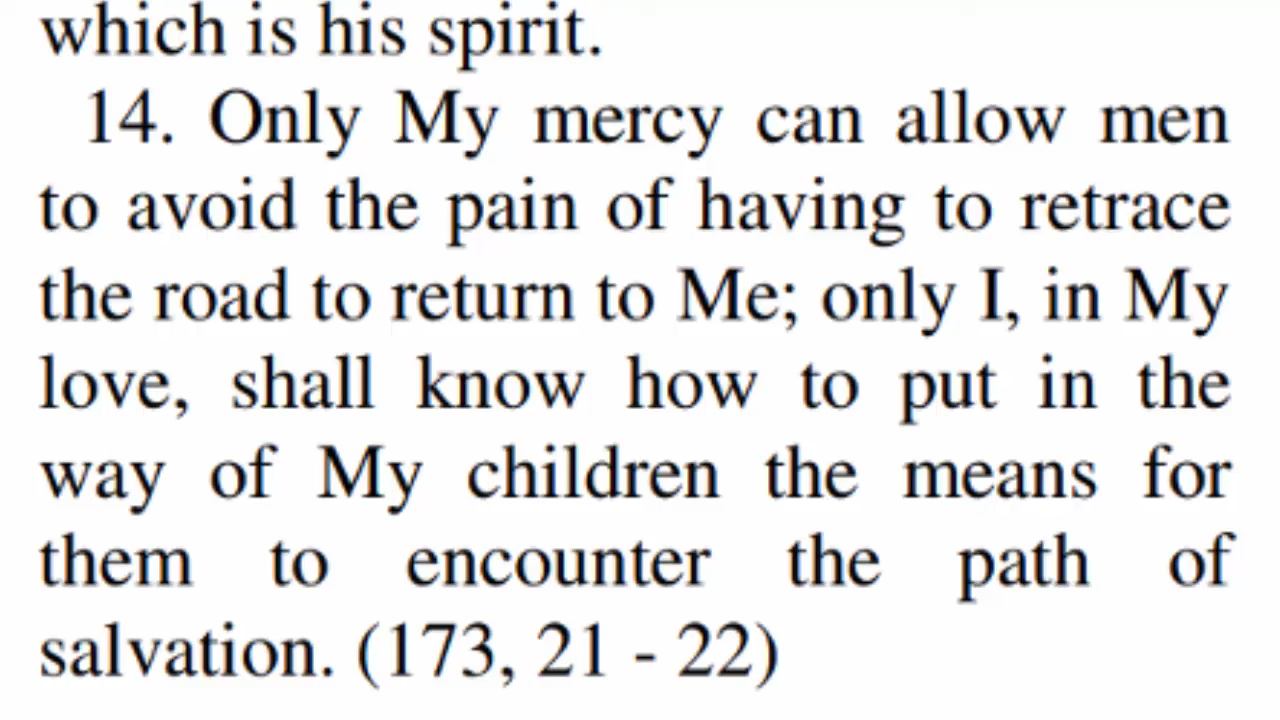 which is his spirit.
14. Only My mercy can allow men
to avoid the pain of having to retrace
the road to return to Me; only I, in My
love, shall know how to put in the
way of My children the means for
them to encounter the path of
salvation. (173, 21 - 22)